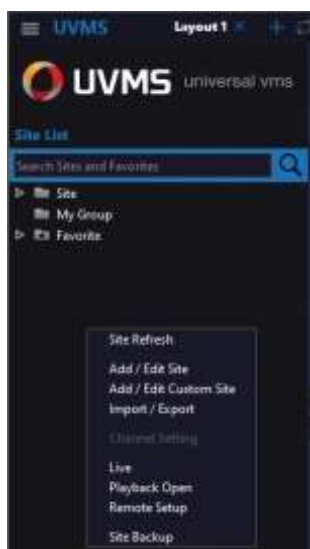 UVMS Layout 1 × +
UVMS universal vms
Site List
Search Sites and Favorites
Site
My Group
Favorite
Site Refresh
Add / Edit Site
Add / Edit Custom Site
Import / Export
Channel Setting
Live
Playback Open
Remote Setup
Site Backup